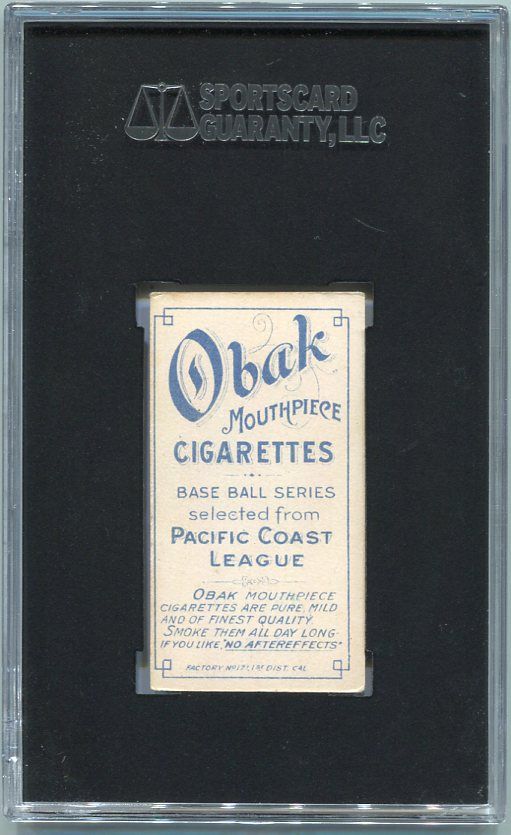 SPORTSCARD
GUARANTY, LLC
Obak
MOUTHPIECE
CIGARETTES
BASE BALL SERIES
selected from
PACIFIC COAST
LEAGUE
OBAK MOUTHPIECE
CIGARETTES ARE PURE, MILD
AND OF FINEST QUALITY.
SMOKE THEM ALL DAY LONG-
IF YOU LIKE, "NO AFTEREFFECTS"
FACTORY No 17, 1st DIST. CAL